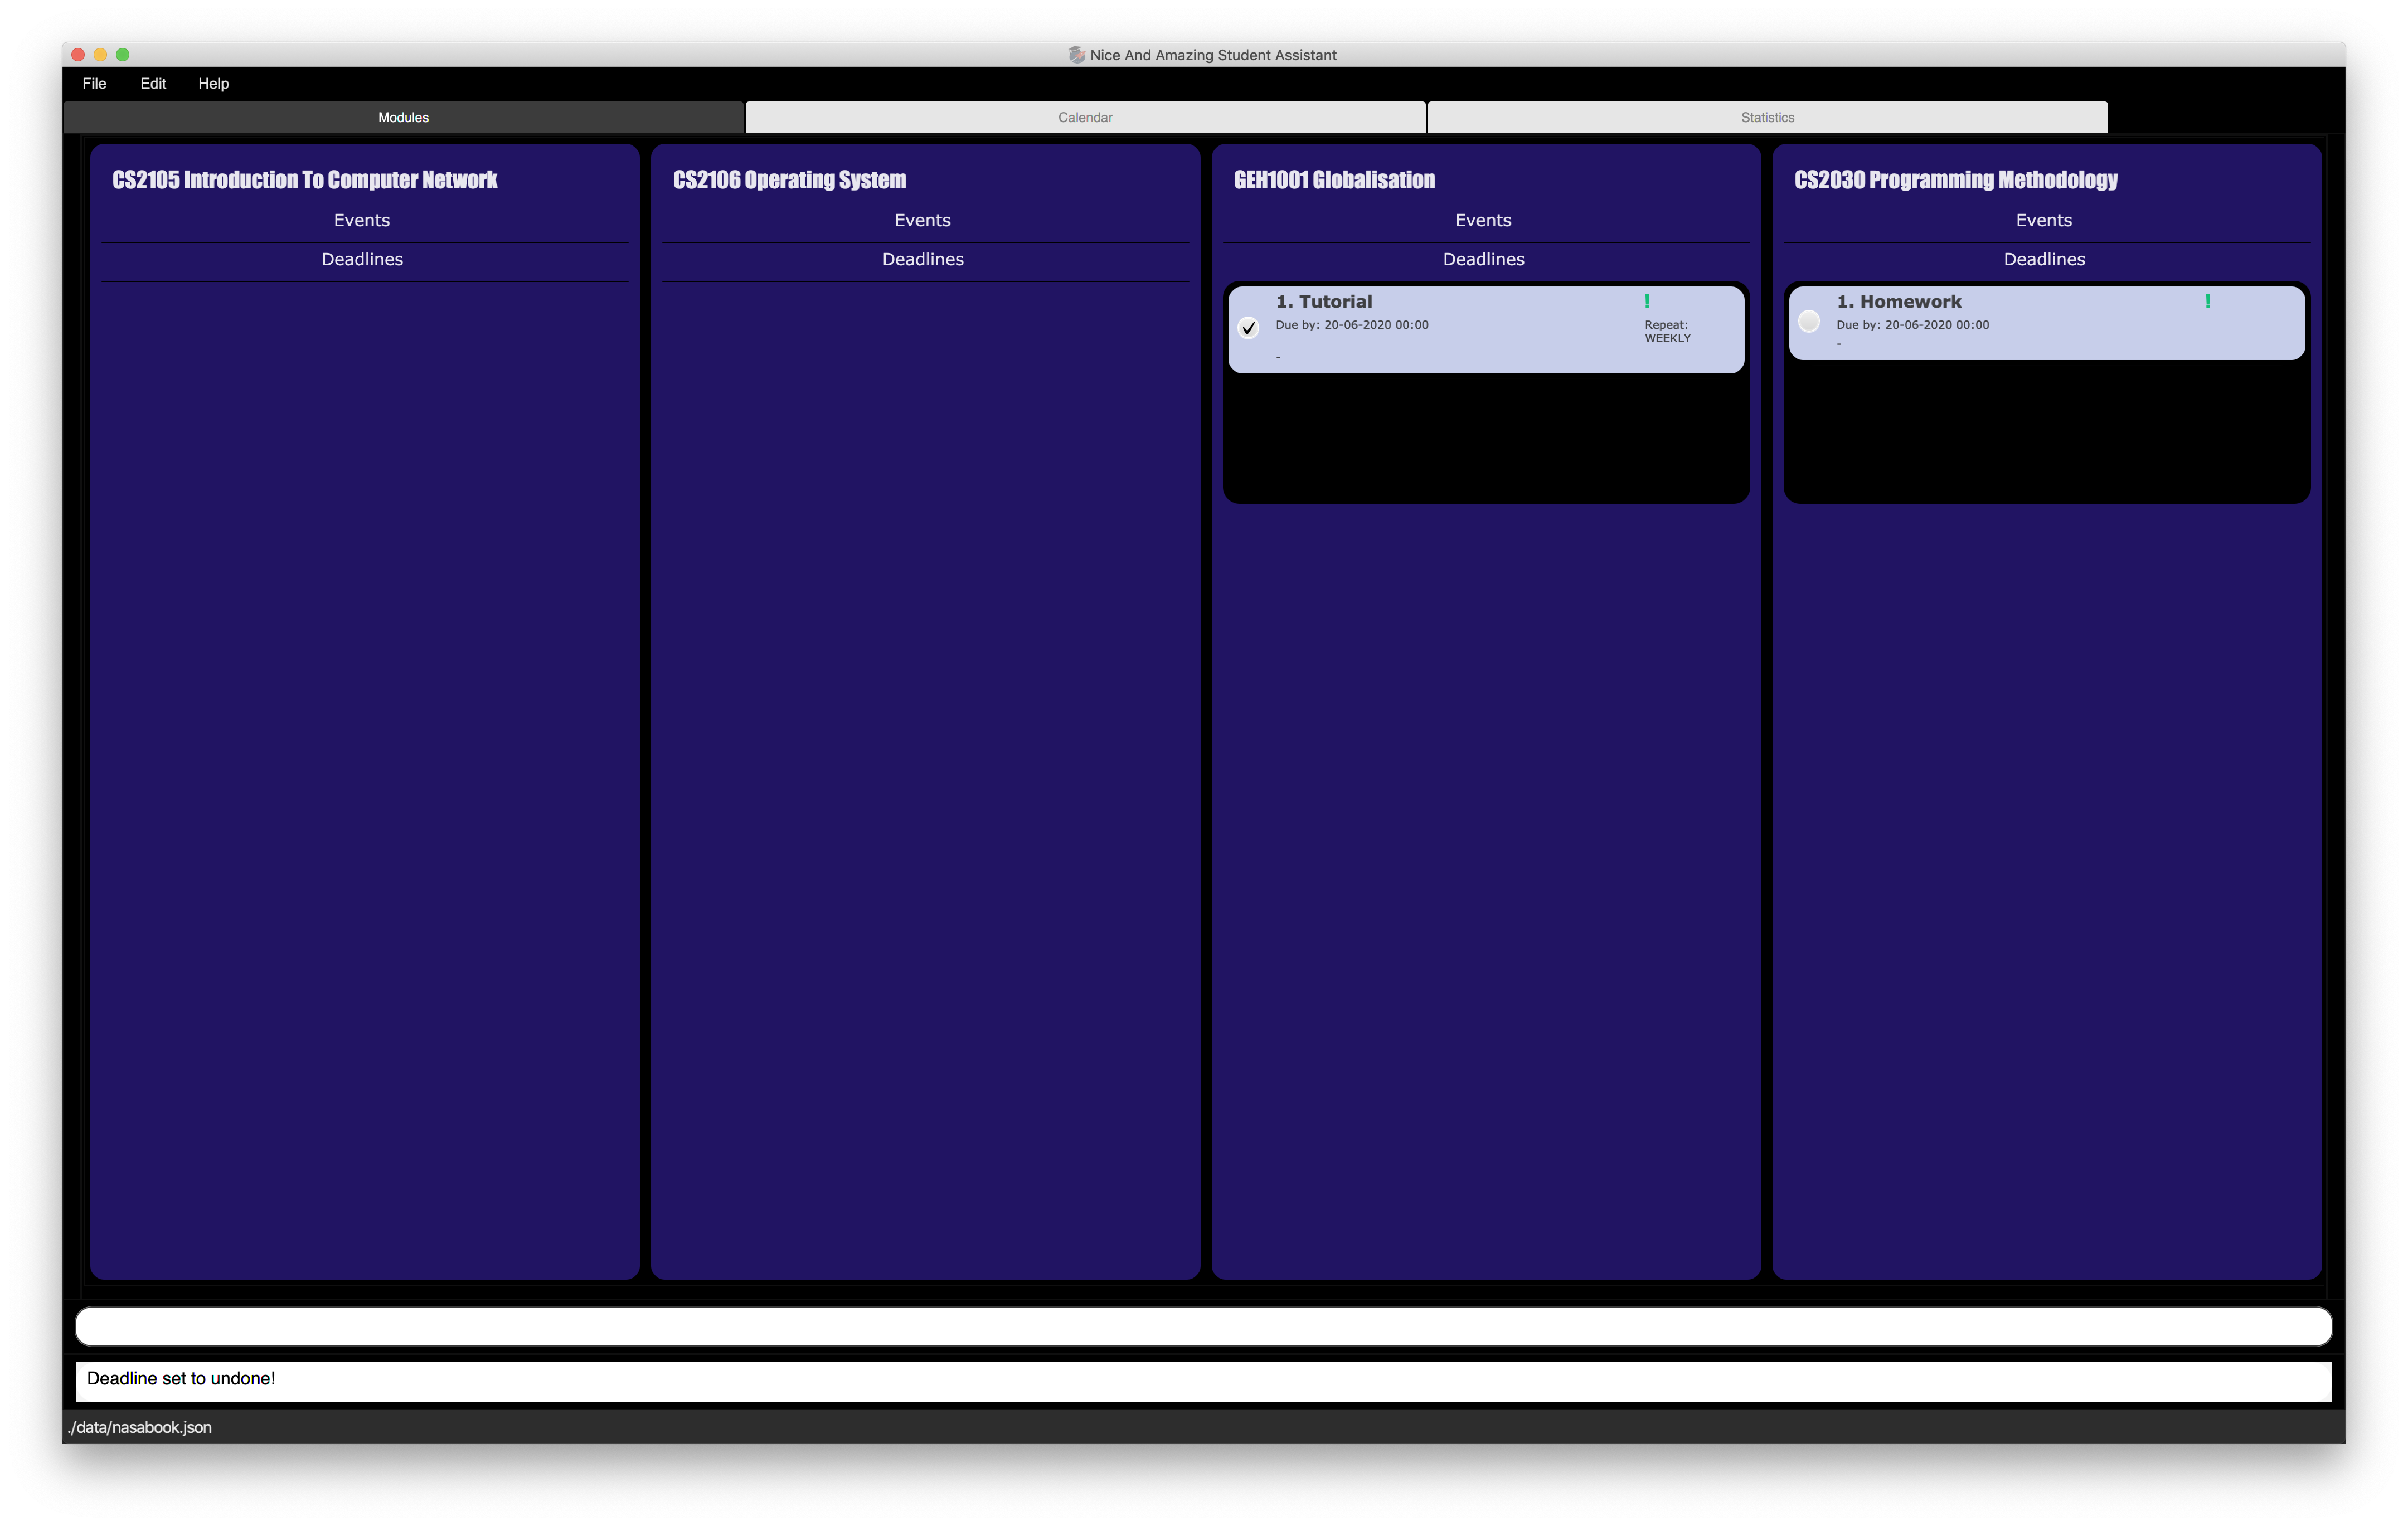 Nice And Amazing Student Assistant
File Edit Help
Modules Calendar Statistics
CS2105 Introduction To Computer Network
Events
Deadlines
CS2106 Operating System
Events
Deadlines
GEH1001 Globalisation
Events
Deadlines
1. Tutorial !
Due by: 20-06-2020 00:00
Repeat:
WEEKLY
-
CS2030 Programming Methodology
Events
Deadlines
1. Homework !
Due by: 20-06-2020 00:00
-
Deadline set to undone!
./data/nasabook.json